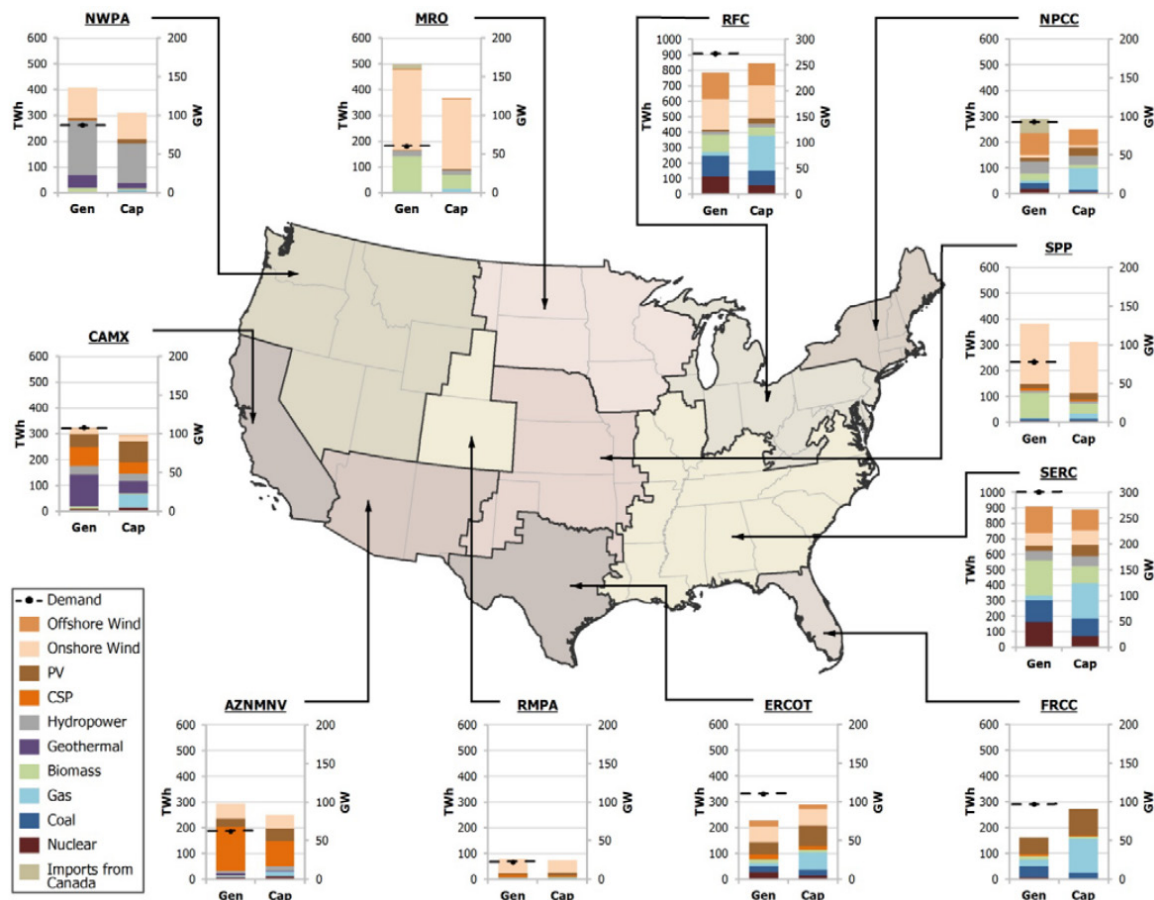 NWPA
600
500
400
300
200
100
0
TWh
200
150
100
50
0
GW
Gen Cap
MRO
600
500
400
300
200
100
0
TWh
200
150
100
50
0
GW
Gen Cap
RFC
1000
900
800
700
600
500
400
300
200
100
0
TWh
300
250
200
150
100
50
0
GW
Gen Cap
NPCC
600
500
400
300
200
100
0
TWh
200
150
100
50
0
GW
Gen Cap
SPP
600
500
400
300
200
100
0
TWh
200
150
100
50
0
GW
Gen Cap
CAMX
600
500
400
300
200
100
0
TWh
200
150
100
50
0
GW
Gen Cap
SERC
1000
900
800
700
600
500
400
300
200
100
0
TWh
300
250
200
150
100
50
0
GW
Gen Cap
Demand
Offshore Wind
Onshore Wind
PV
CSP
Hydropower
Geothermal
Biomass
Gas
Coal
Nuclear
Imports from
Canada
AZNMNV
600
500
400
300
200
100
0
TWh
200
150
100
50
0
GW
Gen Cap
RMPA
600
500
400
300
200
100
0
TWh
200
150
100
50
0
GW
Gen Cap
ERCOT
600
500
400
300
200
100
0
TWh
200
150
100
50
0
GW
Gen Cap
FRCC
600
500
400
300
200
100
0
TWh
200
150
100
50
0
GW
Gen Cap